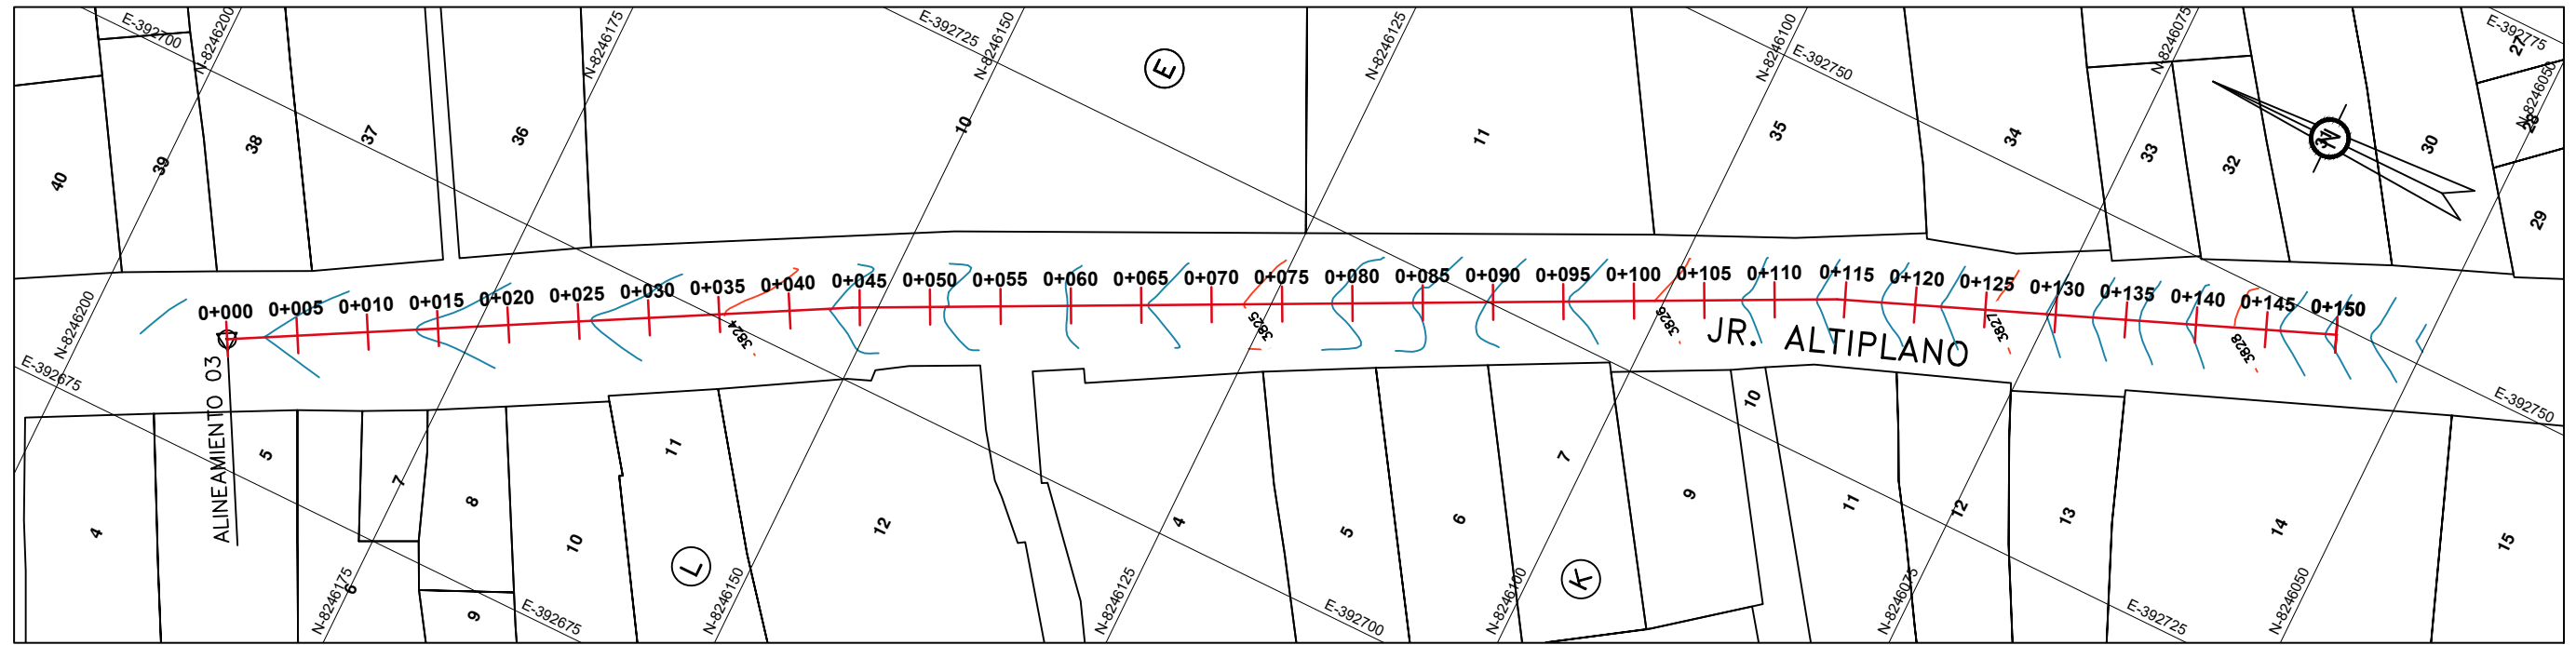 E-392700
N-8246200
N-8246175
E-392725
N-8246150
E
N-8246125
N-8246100
E-392750
N-8246075
E-392775
27
N-8246050
28
40
39
38
37
36
10
11
35
34
33
32
31
N
30
29
0+000
0+005
0+010
0+015
0+020
0+025
0+030
0+035
0+040
0+045
0+050
0+055
0+060
0+065
0+070
0+075
0+080
0+085
0+090
0+095
0+100
0+105
0+110
0+115
0+120
0+125
0+130
0+135
0+140
0+145
0+150
N-8246200
3824
3825
3826
3827
3828
JR. ALTIPLANO
E-392675
E-392750
ALINEAMIENTO 03
4
5
6
7
8
9
10
11
L
12
4
5
6
7
K
9
10
11
12
13
14
15
N-8246175
E-392675
N-8246150
N-8246125
E-392700
N-8246100
N-8246075
E-392725
N-8246050